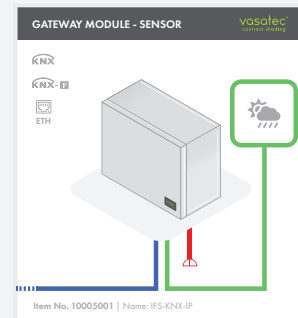 GATEWAY MODULE - SENSOR
vasatec
contract shading
KNX
KNX-IP
ETH
Item No. 10005001 | Name: IFS-KNX-IP